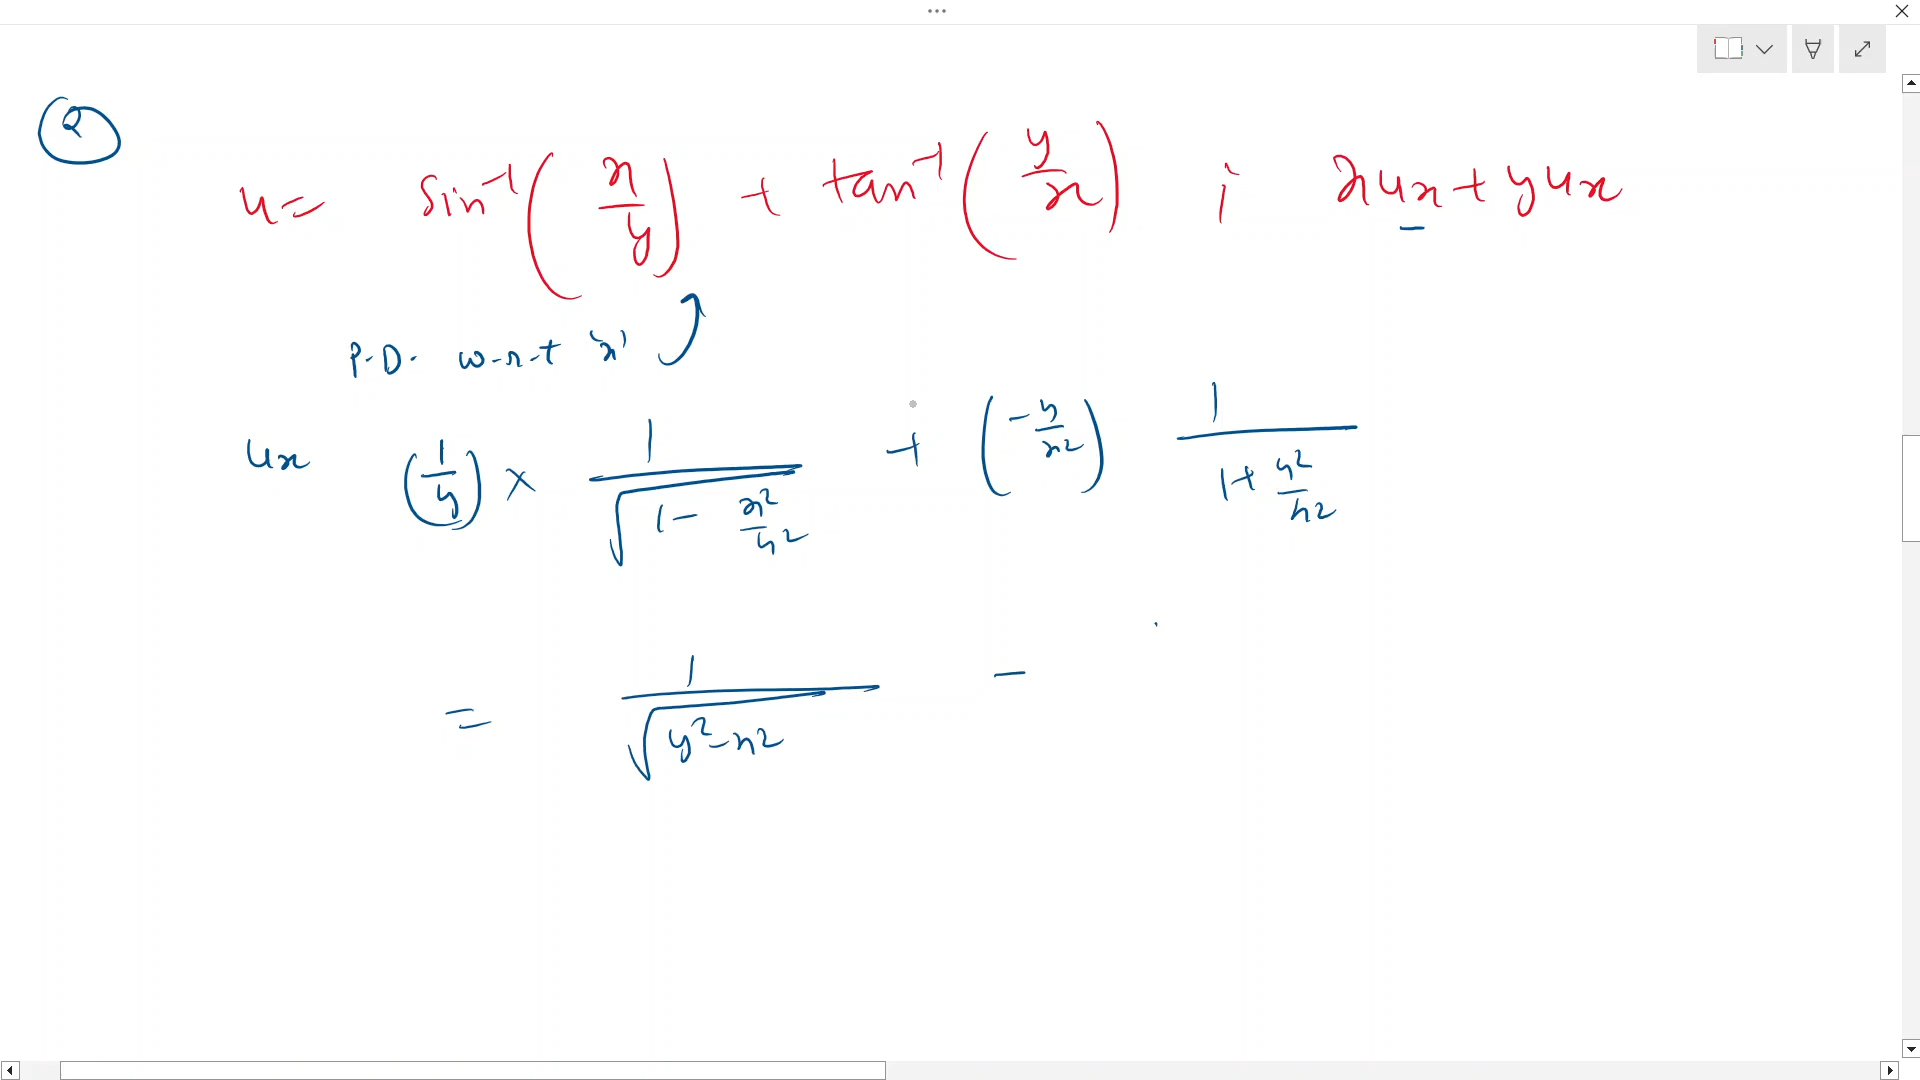 Q
u = sin⁻¹(x/y) + tan⁻¹(y/x) ; xux + yux
P.D. w.r.t 'x'
ux (1/y) × 1/√(1 - x²/y²) + (-y/x²) 1/(1 + y²/x²)
= 1/√(y² - x²) -